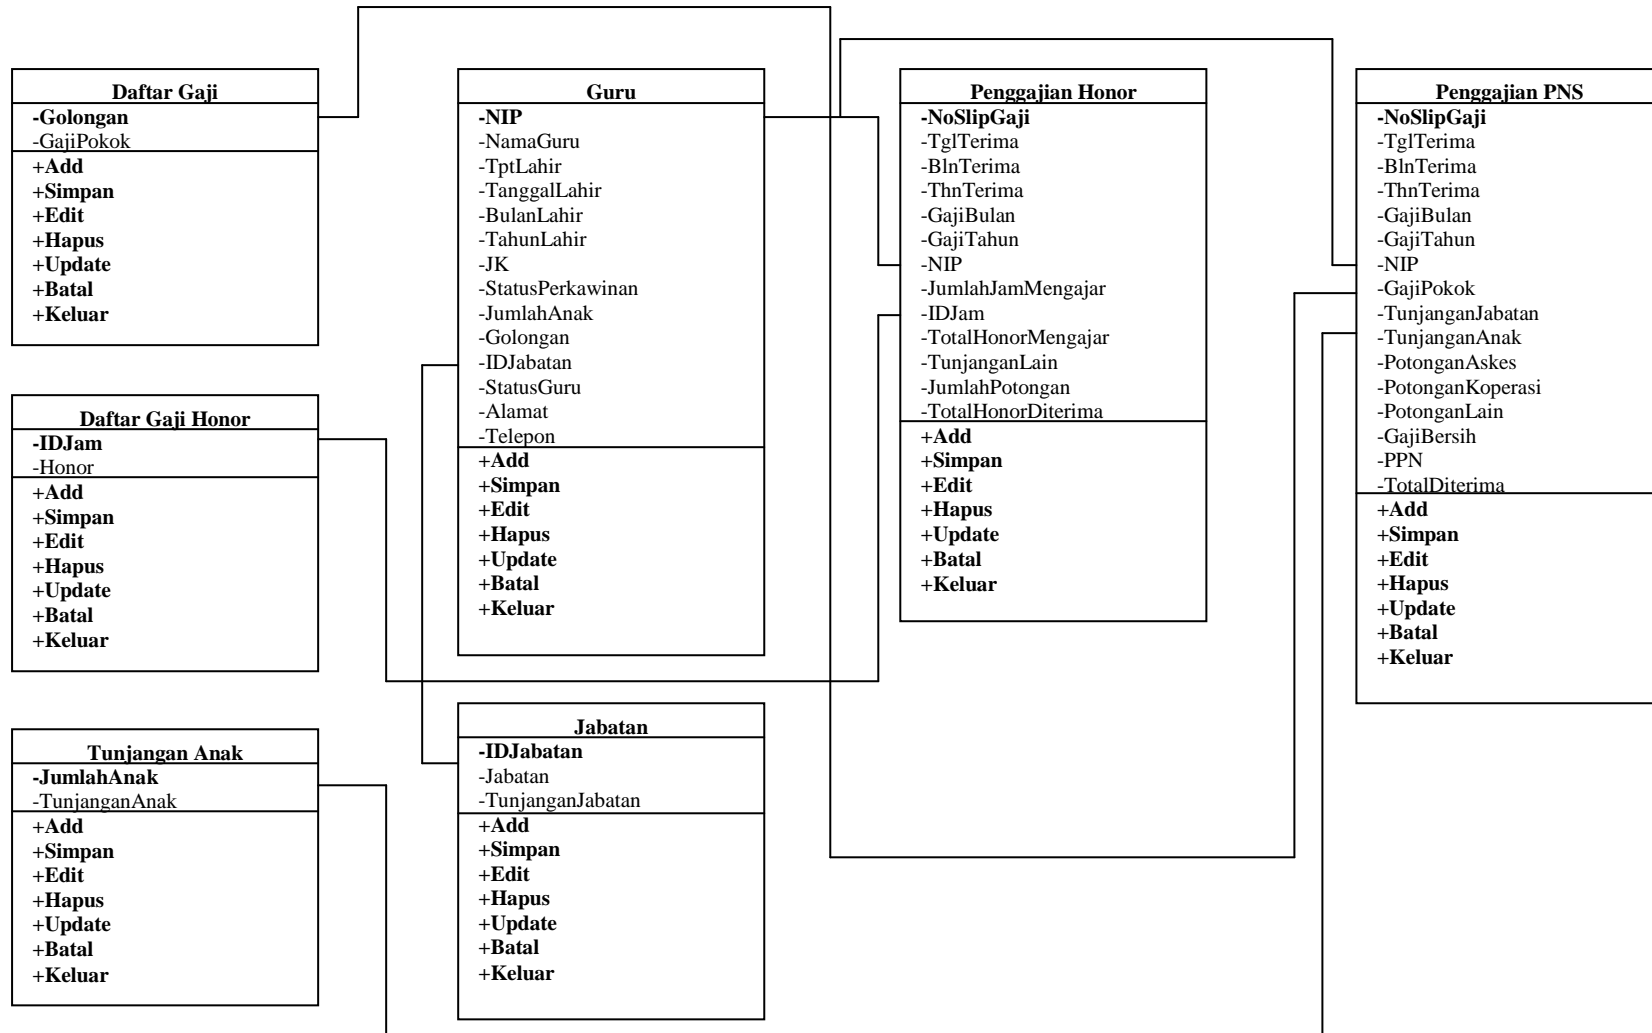 Daftar Gaji
-Golongan
-GajiPokok
+Add
+Simpan
+Edit
+Hapus
+Update
+Batal
+Keluar
Daftar Gaji Honor
-IDJam
-Honor
+Add
+Simpan
+Edit
+Hapus
+Update
+Batal
+Keluar
Tunjangan Anak
-JumlahAnak
-TunjanganAnak
+Add
+Simpan
+Edit
+Hapus
+Update
+Batal
+Keluar
Guru
-NIP
-NamaGuru
-TptLahir
-TanggalLahir
-BulanLahir
-TahunLahir
-JK
-StatusPerkawinan
-JumlahAnak
-Golongan
-IDJabatan
-StatusGuru
-Alamat
-Telepon
+Add
+Simpan
+Edit
+Hapus
+Update
+Batal
+Keluar
Jabatan
-IDJabatan
-Jabatan
-TunjanganJabatan
+Add
+Simpan
+Edit
+Hapus
+Update
+Batal
+Keluar
Penggajian Honor
-NoSlipGaji
-TglTerima
-BlnTerima
-ThnTerima
-GajiBulan
-GajiTahun
-NIP
-JumlahJamMengajar
-IDJam
-TotalHonorMengajar
-TunjanganLain
-JumlahPotongan
-TotalHonorDiterima
+Add
+Simpan
+Edit
+Hapus
+Update
+Batal
+Keluar
Penggajian PNS
-NoSlipGaji
-TglTerima
-BlnTerima
-ThnTerima
-GajiBulan
-GajiTahun
-NIP
-GajiPokok
-TunjanganJabatan
-TunjanganAnak
-PotonganAskes
-PotonganKoperasi
-PotonganLain
-GajiBersih
-PPN
-TotalDiterima
+Add
+Simpan
+Edit
+Hapus
+Update
+Batal
+Keluar